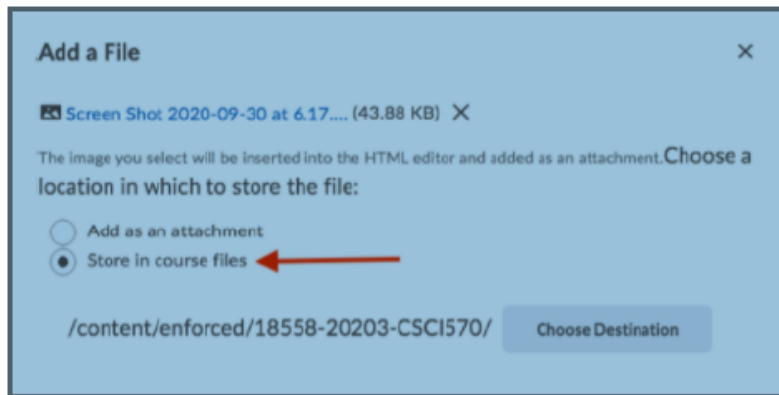 Add a File
Screen Shot 2020-09-30 at 6.17.... (43.88 KB)
The image you select will be inserted into the HTML editor and added as an attachment. Choose a
location in which to store the file:
Add as an attachment
Store in course files
/content/enforced/18558-20203-CSCI570/ Choose Destination